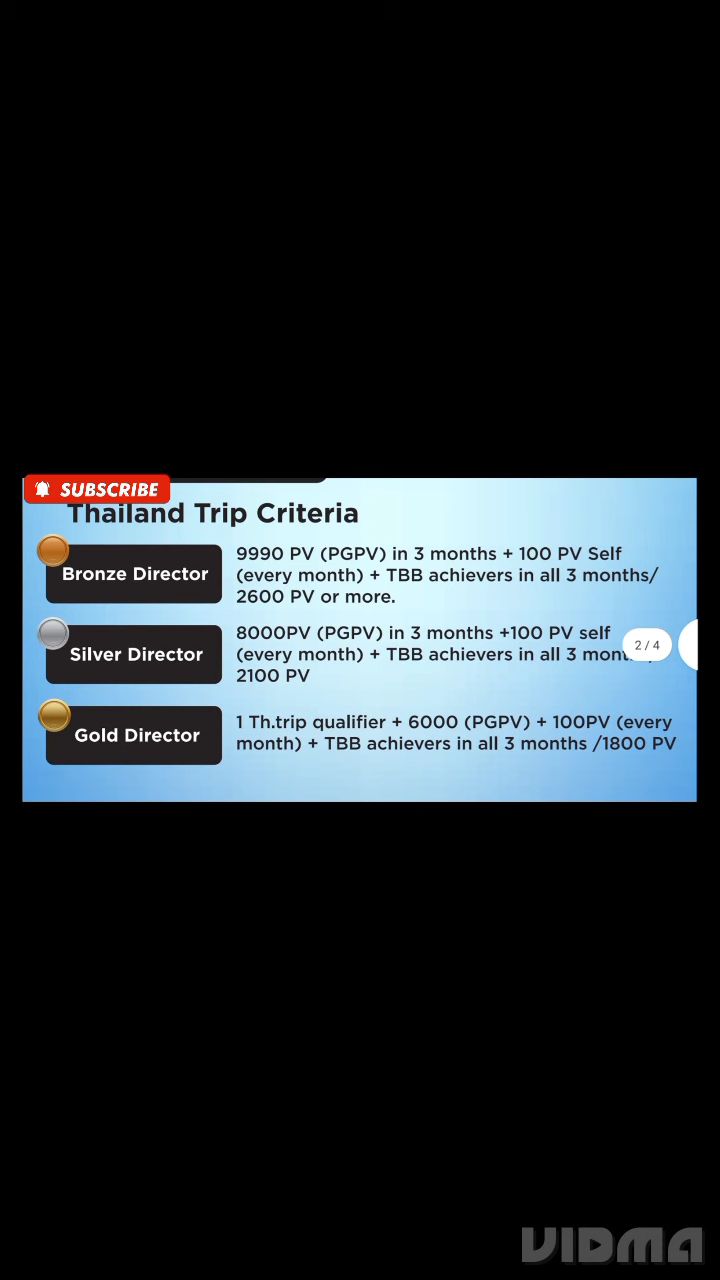 SUBSCRIBE
Thailand Trip Criteria
Bronze Director
9990 PV (PGPV) in 3 months + 100 PV Self
(every month) + TBB achievers in all 3 months/
2600 PV or more.
Silver Director
8000PV (PGPV) in 3 months +100 PV self
(every month) + TBB achievers in all 3
2100 PV
2/4
Gold Director
1 Th.trip qualifier + 6000 (PGPV) + 100PV (every
month) + TBB achievers in all 3 months /1800 PV
VIDMA